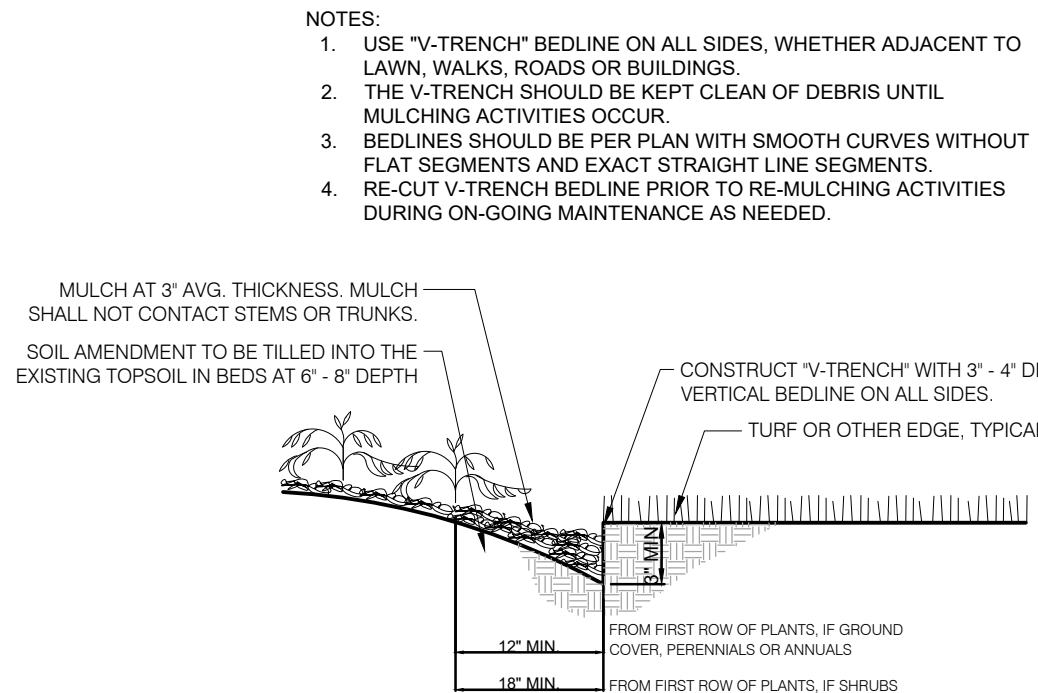 NOTES:
1. USE "V-TRENCH" BEDLINE ON ALL SIDES, WHETHER ADJACENT TO
LAWN, WALKS, ROADS OR BUILDINGS.
2. THE V-TRENCH SHOULD BE KEPT CLEAN OF DEBRIS UNTIL
MULCHING ACTIVITIES OCCUR.
3. BEDLINES SHOULD BE PER PLAN WITH SMOOTH CURVES WITHOUT
FLAT SEGMENTS AND EXACT STRAIGHT LINE SEGMENTS.
4. RE-CUT V-TRENCH BEDLINE PRIOR TO RE-MULCHING ACTIVITIES
DURING ON-GOING MAINTENANCE AS NEEDED.
MULCH AT 3" AVG. THICKNESS. MULCH
SHALL NOT CONTACT STEMS OR TRUNKS.
SOIL AMENDMENT TO BE TILLED INTO THE
EXISTING TOPSOIL IN BEDS AT 6" - 8" DEPTH
CONSTRUCT "V-TRENCH" WITH 3" - 4"
VERTICAL BEDLINE ON ALL SIDES.
TURF OR OTHER EDGE,
3" MIN
12" MIN.
FROM FIRST ROW OF PLANTS, IF GROUND
COVER, PERENNIALS OR ANNUALS
18" MIN.
FROM FIRST ROW OF PLANTS, IF SHRUBS